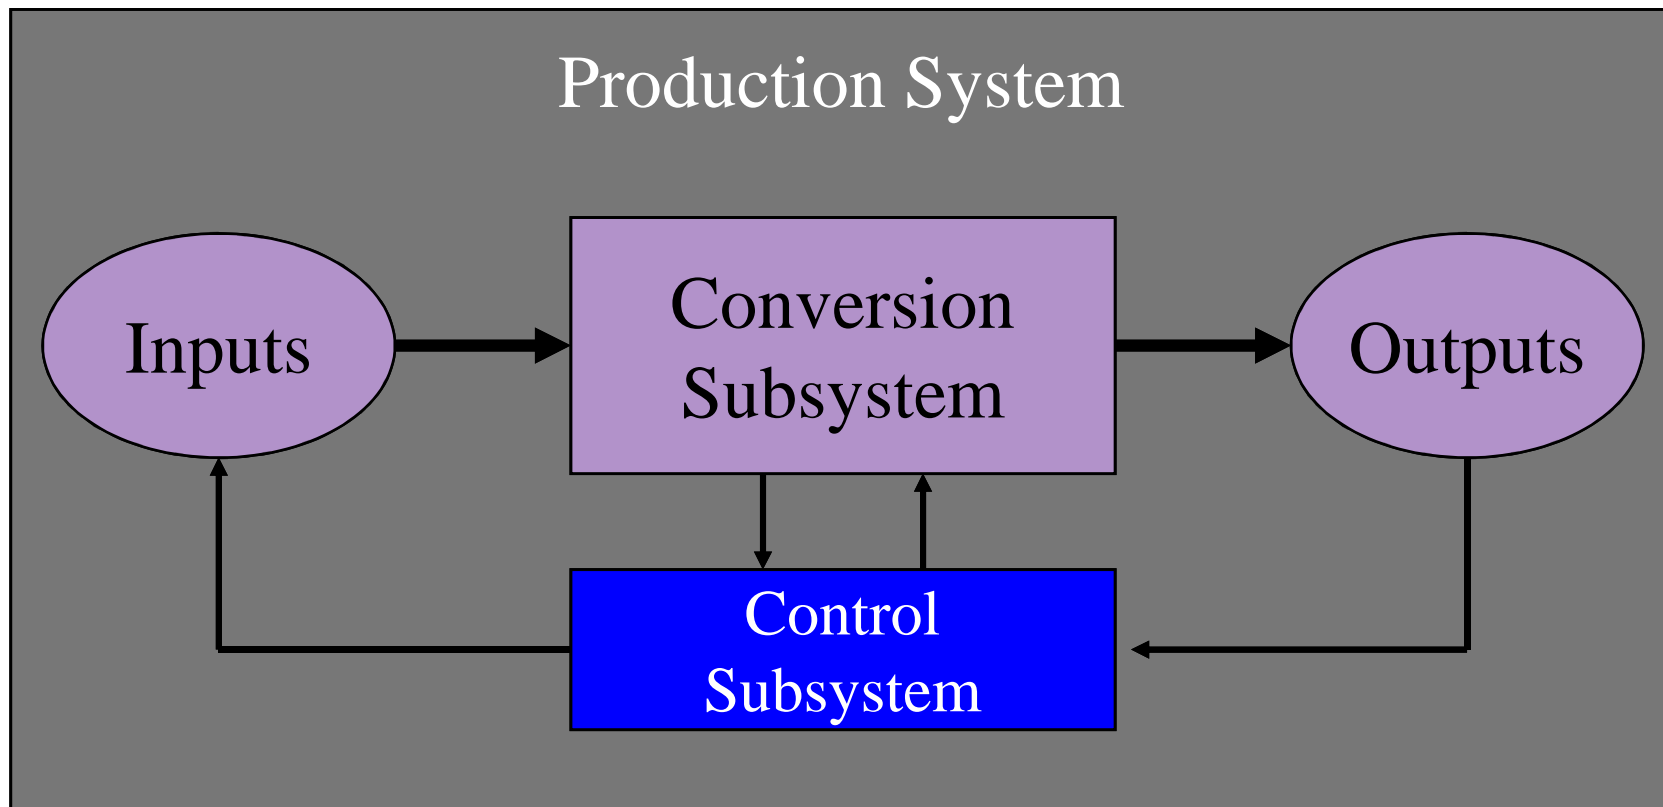 Production System
Inputs
Conversion
Subsystem
Outputs
Control
Subsystem